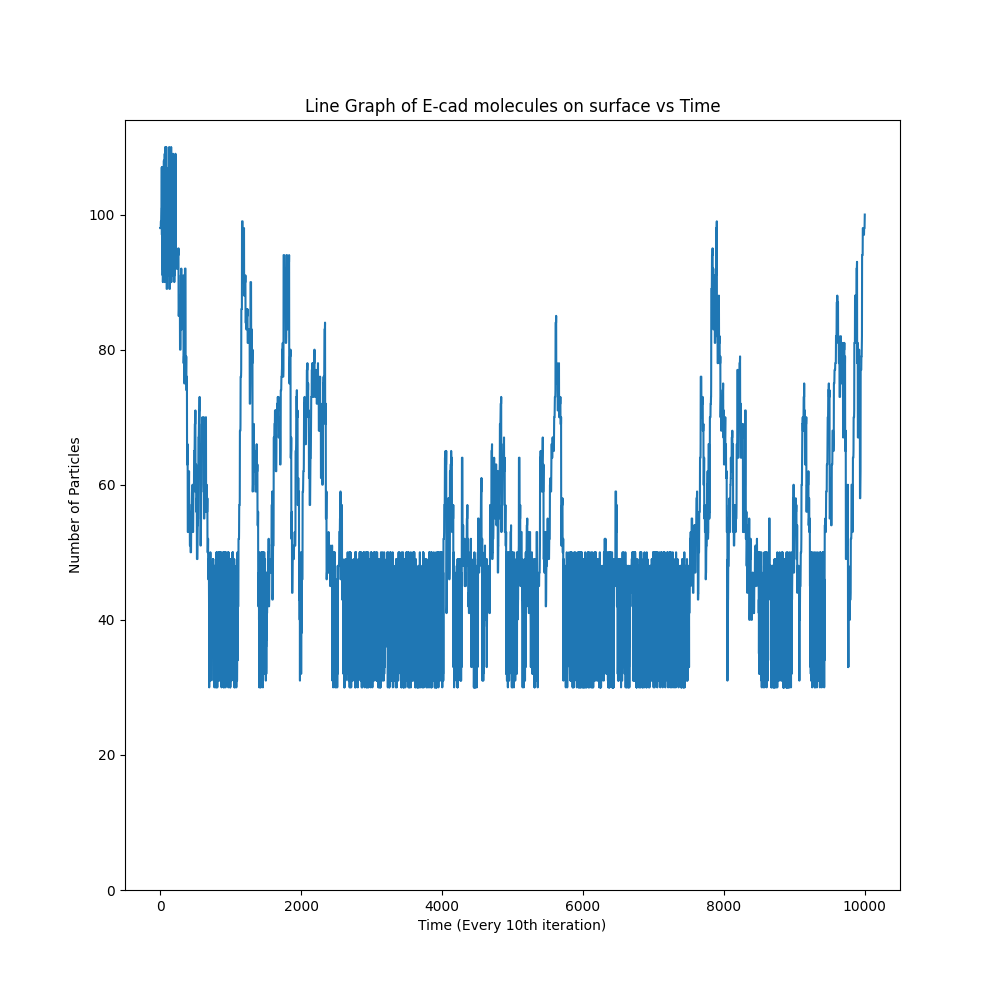 Line Graph of E-cad molecules on surface vs Time
100
80
60
40
20
0
Number of Particles
0 2000 4000 6000 8000 10000
Time (Every 10th iteration)